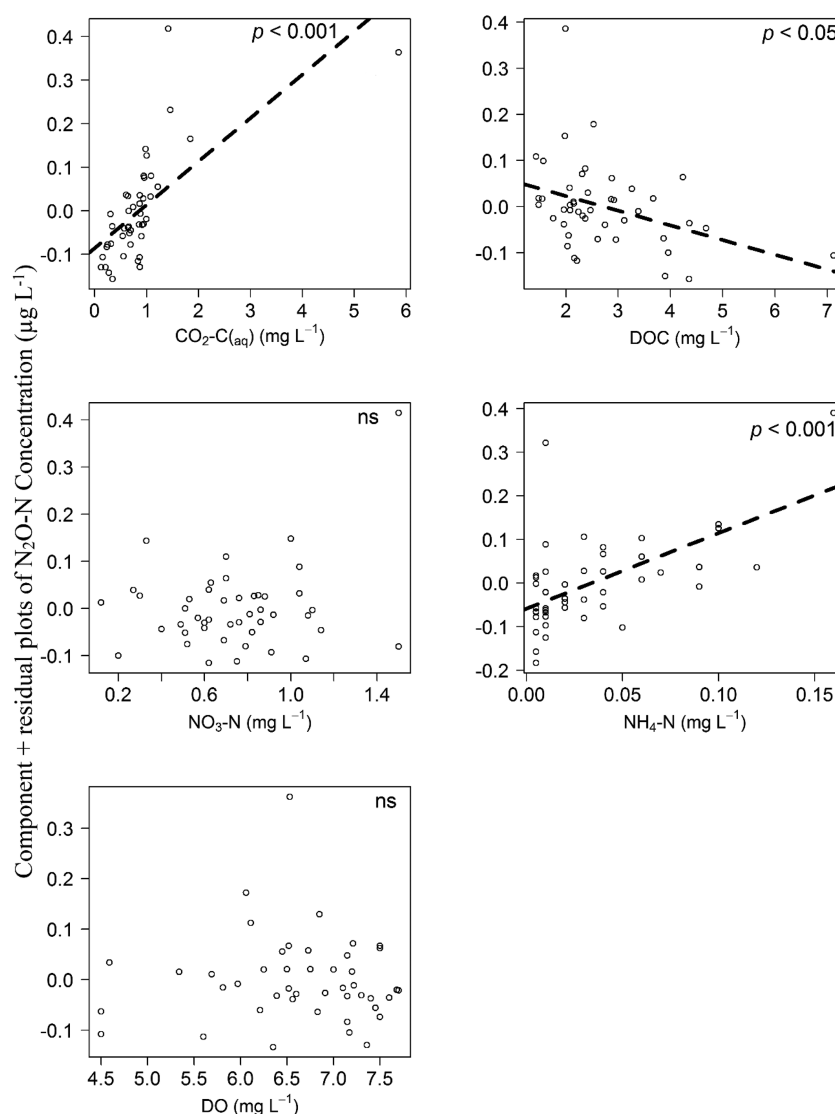 Component + residual plots of N₂O-N Concentration (µg L⁻¹)
p < 0.001
0.4
0.3
0.2
0.1
0.0
-0.1
0 1 2 3 4 5 6
CO₂-C(aq) (mg L⁻¹)
p < 0.05
0.4
0.3
0.2
0.1
0.0
-0.1
2 3 4 5 6 7
DOC (mg L⁻¹)
ns
0.4
0.3
0.2
0.1
-0.0
-0.1
0.2 0.6 1.0 1.4
NO₃-N (mg L⁻¹)
p < 0.001
0.4
0.3
0.2
0.1
-0.0
-0.1
-0.2
0.00 0.05 0.10 0.15
NH₄-N (mg L⁻¹)
ns
0.3
0.2
0.1
-0.0
-0.1
4.5 5.0 5.5 6.0 6.5 7.0 7.5
DO (mg L⁻¹)